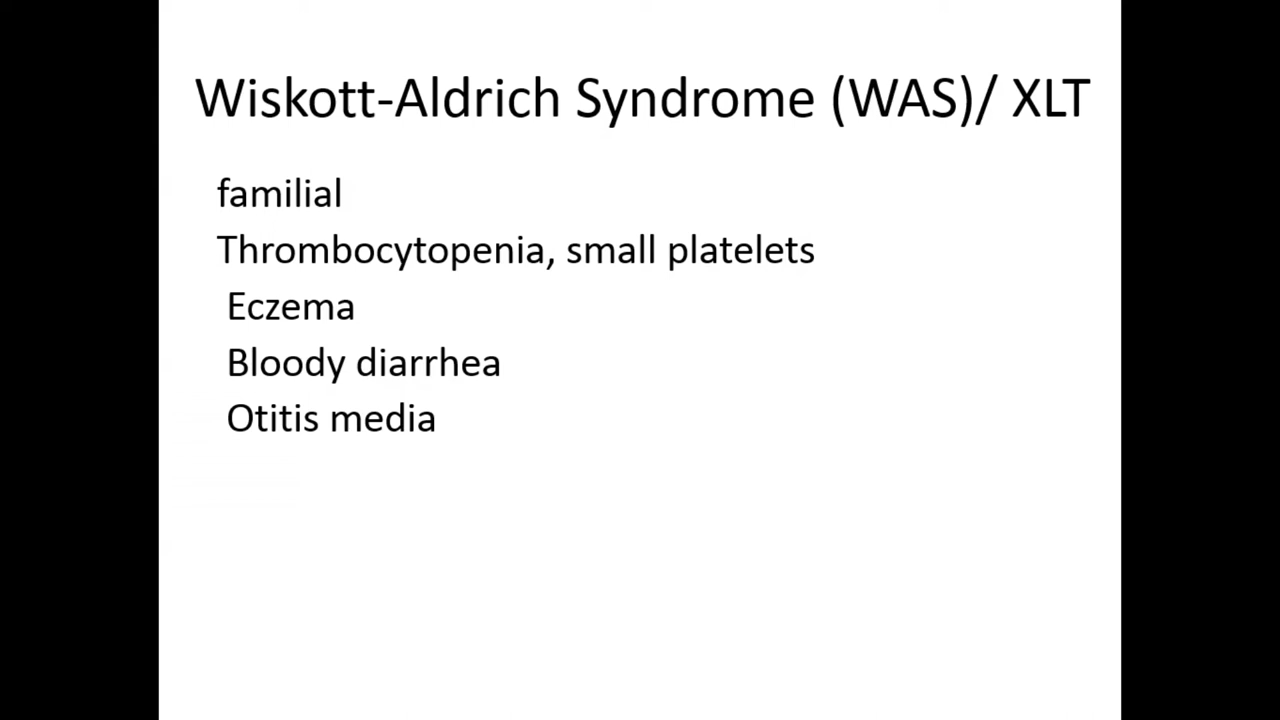 Wiskott-Aldrich Syndrome (WAS)/ XLT
familial
Thrombocytopenia, small platelets
Eczema
Bloody diarrhea
Otitis media